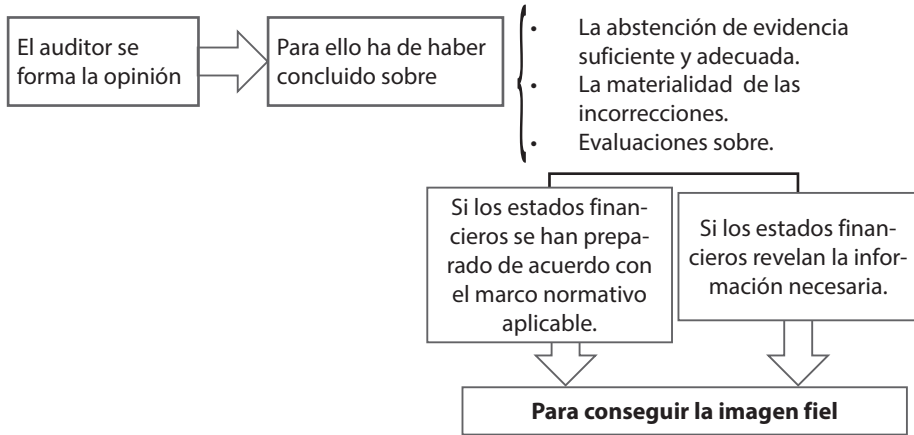 El auditor se
forma la opinión
Para ello ha de haber
concluido sobre
• La abstención de evidencia
suficiente y adecuada.
• La materialidad de las
incorrecciones.
• Evaluaciones sobre.
Si los estados finan-
cieros se han prepa-
rado de acuerdo con
el marco normativo
aplicable.
Si los estados finan-
cieros revelan la infor-
mación necesaria.
Para conseguir la imagen fiel